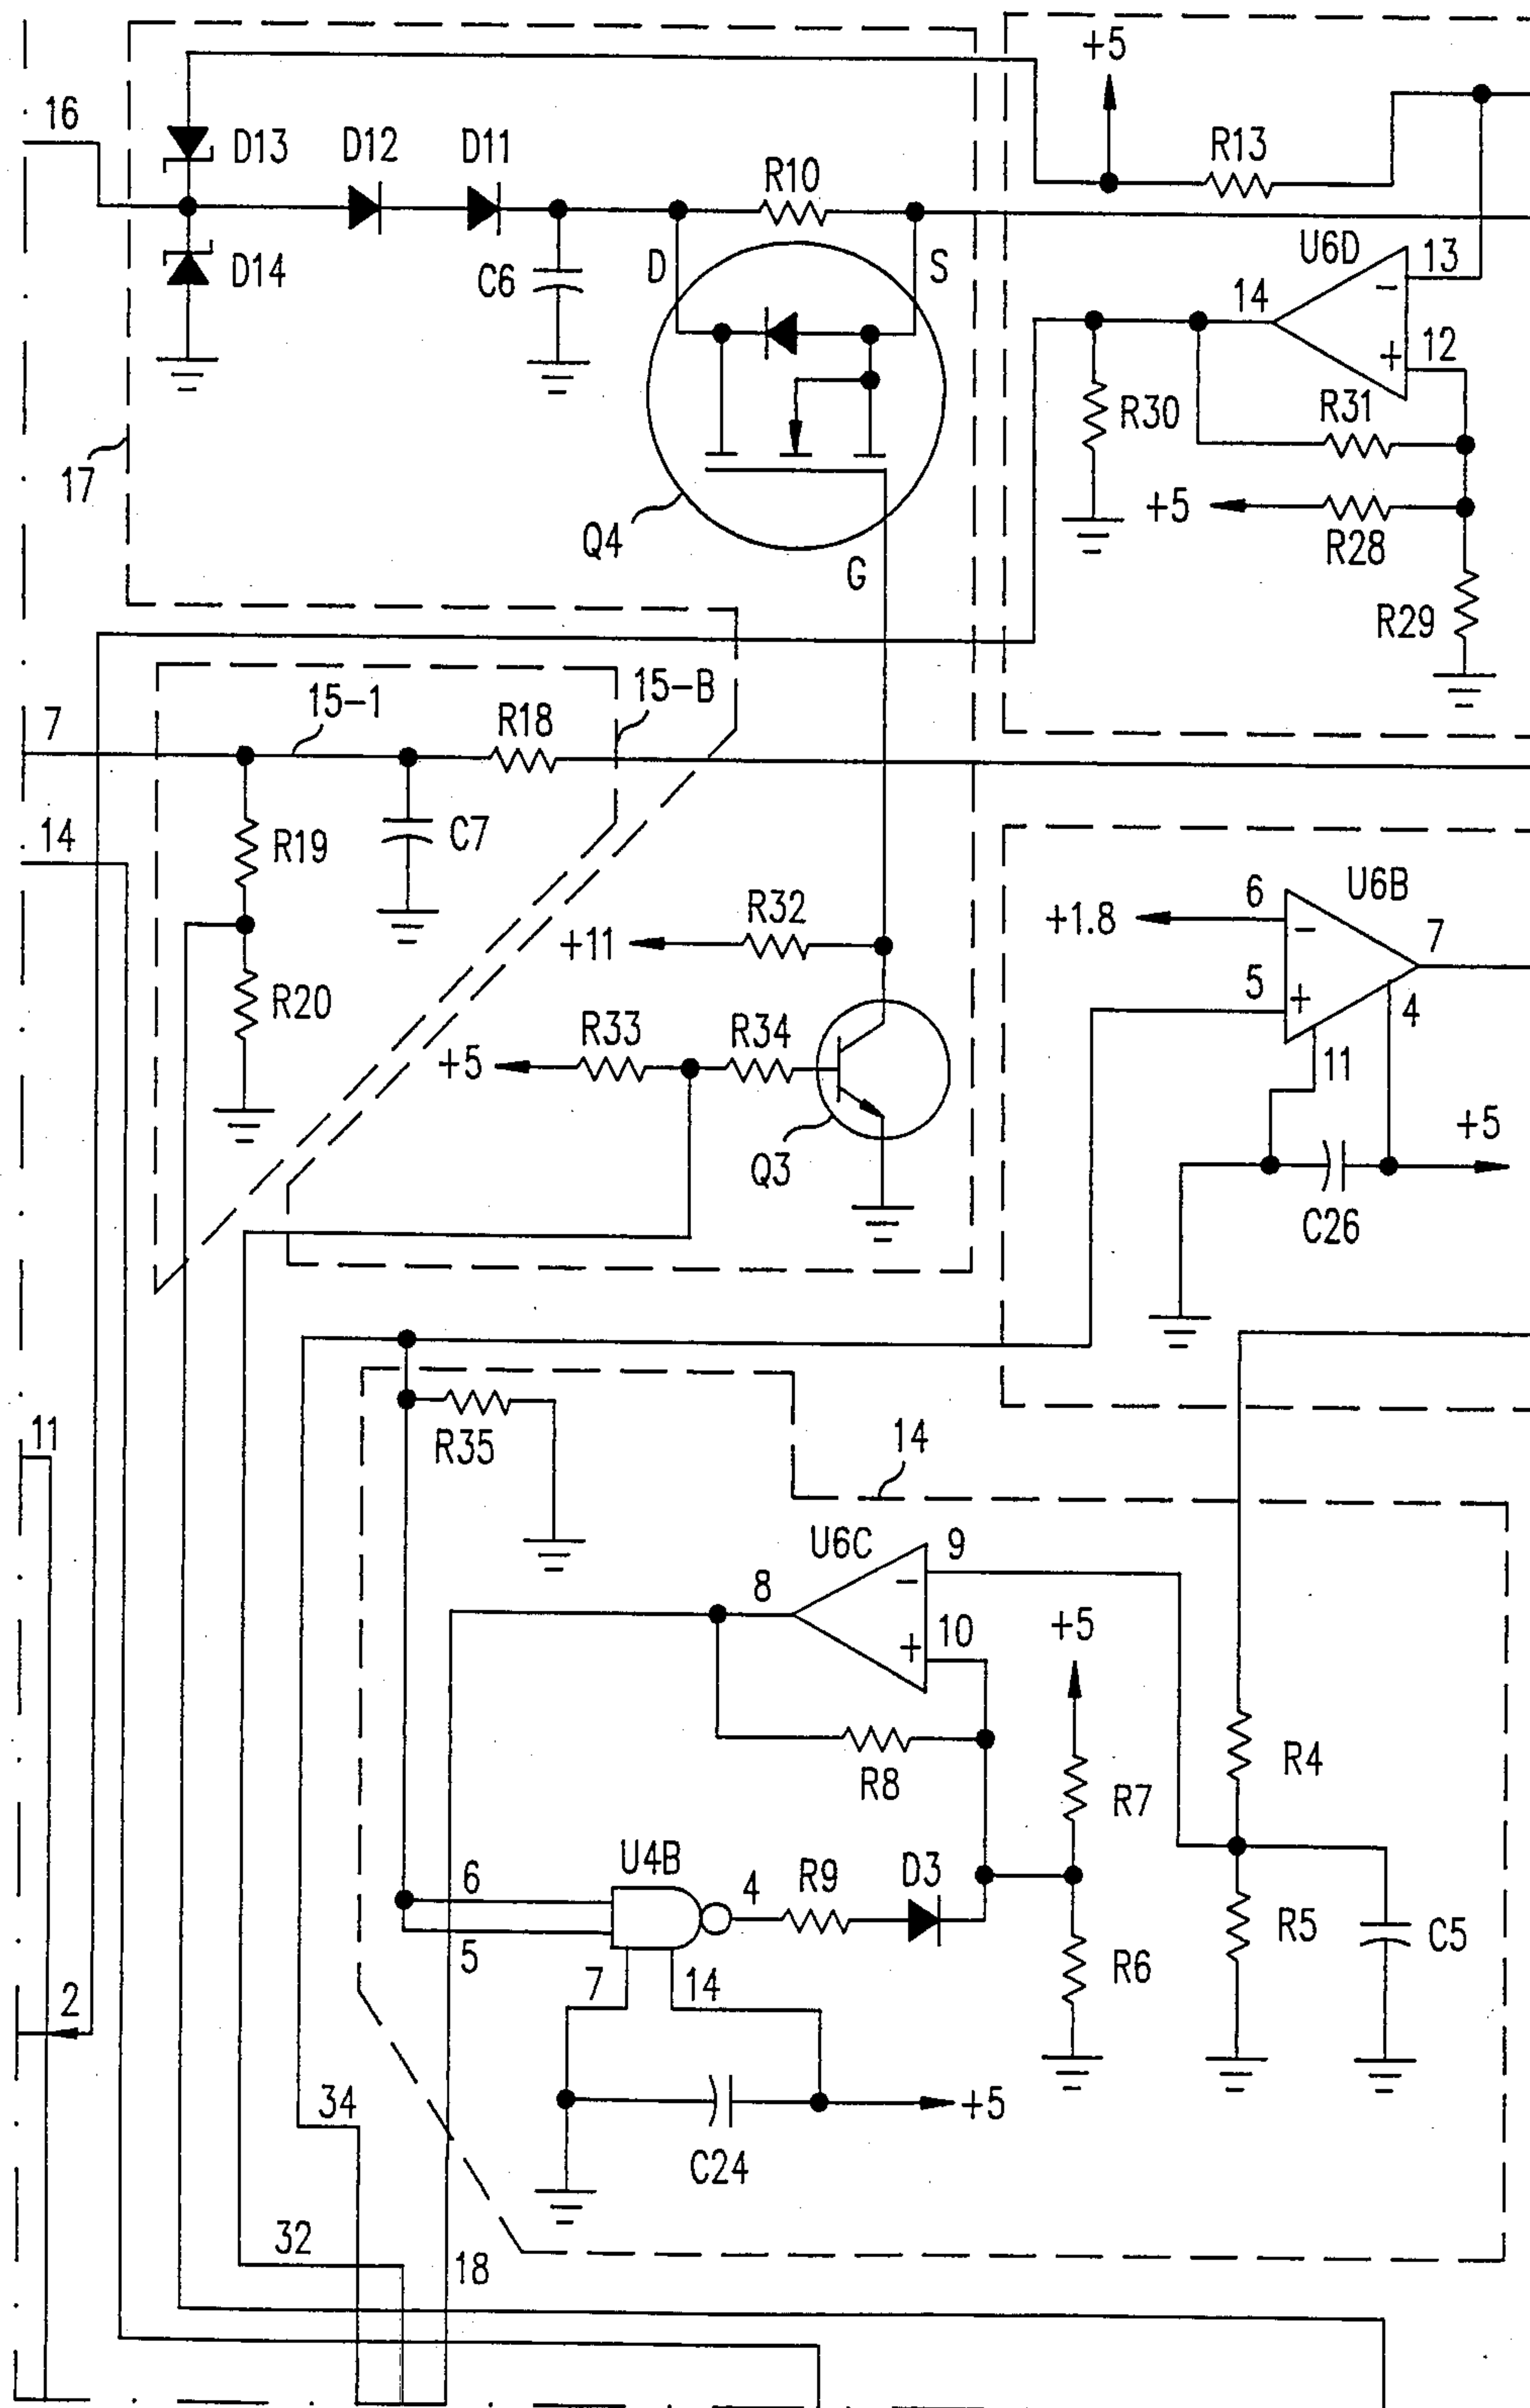 +5
16
D13
D12
D11
R10
R13
D14
C6
D
S
U6D
13
-
14
12
+
R30
R31
17
+5
Q4
R28
G
R29
15-B
15-1
7
R18
14
R19
C7
U6B
R32
+1.8
6
-
7
+11
5
+
4
R20
R33
R34
+5
11
+5
Q3
C26
11
R35
14
U6C
9
8
-
10
+
+5
R4
R8
R7
U4B
6
4
R9
D3
R5
C5
5
R6
7
14
2
+5
34
C24
32
18